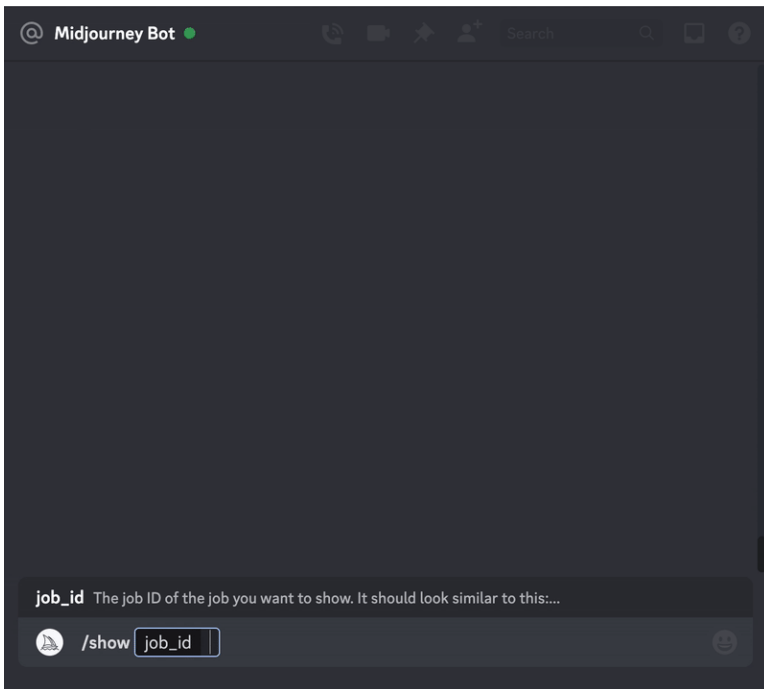 @ Midjourney Bot
Search
job_id The job ID of the job you want to show. It should look similar to this:...
/show job_id